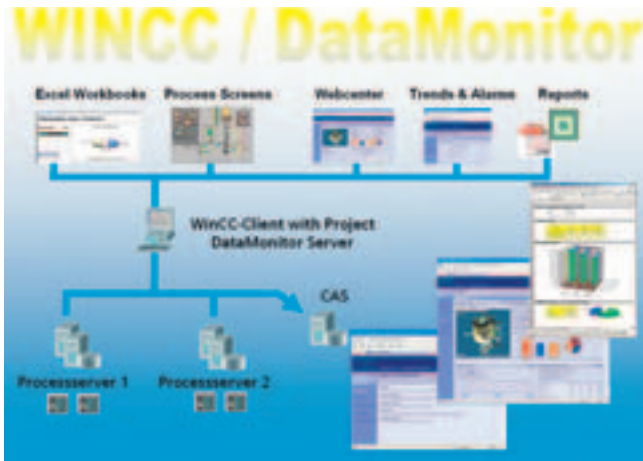 WINCC / DataMonitor
Excel Workbooks
Process Screens
Webcenter
Trends & Alarms
Reports
WinCC-Client with Project
DataMonitor Server
CAS
Processserver 1
Processserver 2